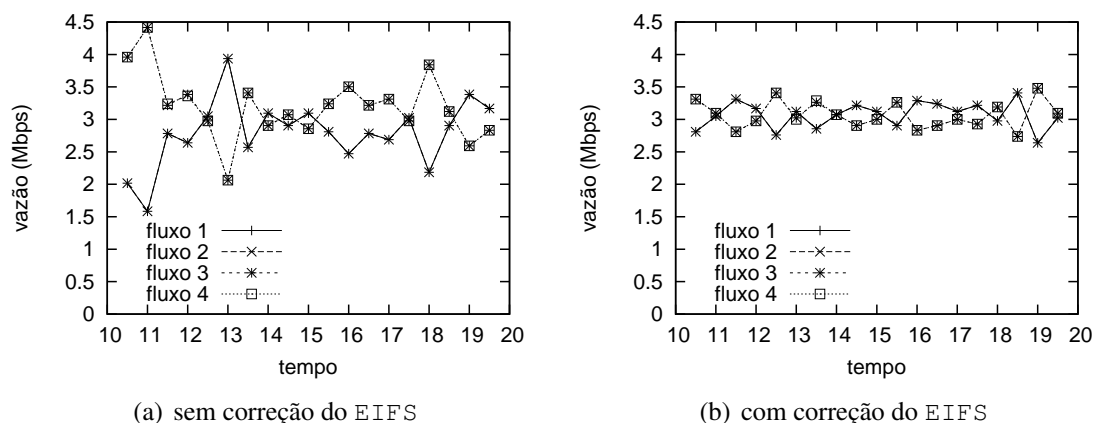 4.5
4
3.5
3
2.5
2
1.5
1
0.5
0
vazão (Mbps)
fluxo 1
fluxo 2
fluxo 3
fluxo 4
10 11 12 13 14 15 16 17 18 19 20
tempo
(a) sem correção do EIFS
4.5
4
3.5
3
2.5
2
1.5
1
0.5
0
vazão (Mbps)
fluxo 1
fluxo 2
fluxo 3
fluxo 4
10 11 12 13 14 15 16 17 18 19 20
tempo
(b) com correção do EIFS